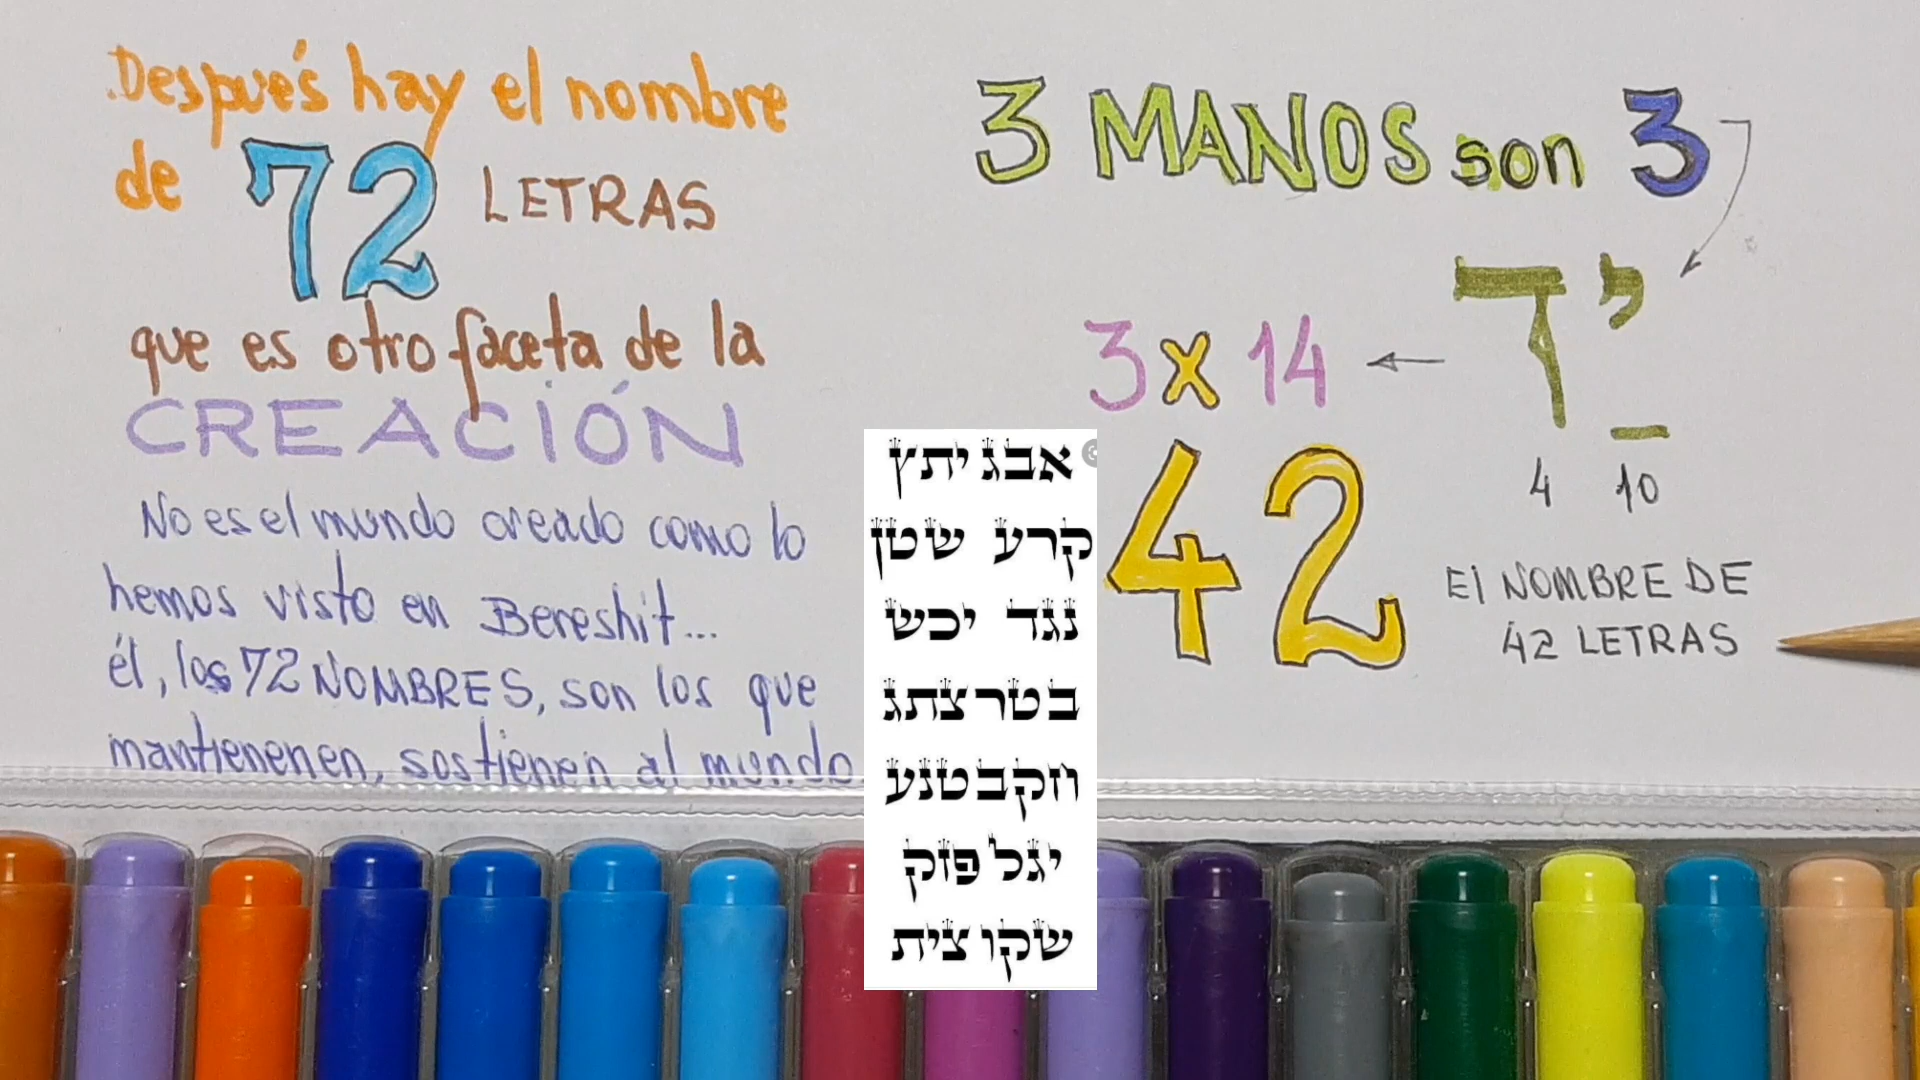 Después hay el nombre
de 72 LETRAS
que es otro faceta de la
CREACIÓN
No es el mundo creado como lo
hemos visto en Bereshit...
él, los 72 NOMBRES, son los que
mantienenen, sostienen al mundo
אבג יתץ
קרע שטן
נגד יכש
בטר צתג
חקב טנע
יגל פזק
שקו צית
3 MANOS son 3
יד
3 x 14
4 10
42
El NOMBRE DE
42 LETRAS